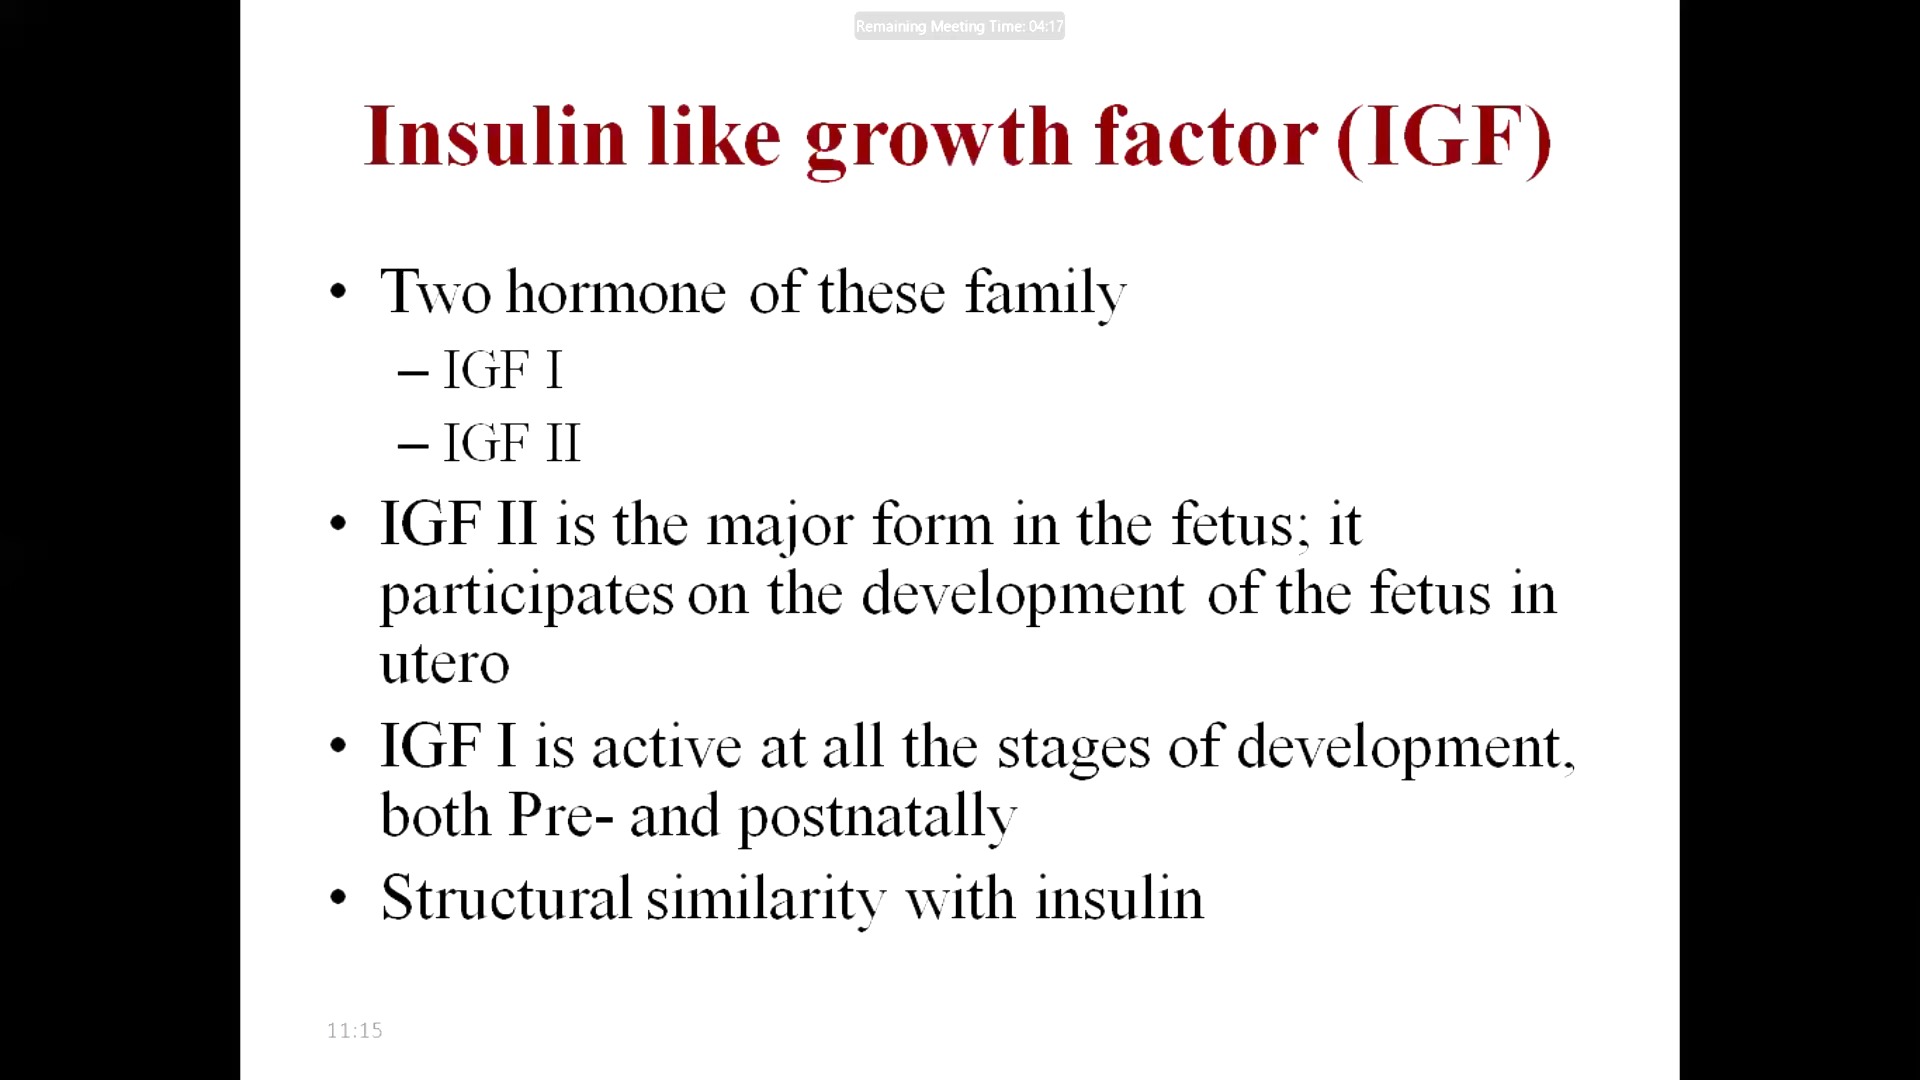 Remaining Meeting Time: 04:17
Insulin like growth factor (IGF)
• Two hormone of these family
– IGF I
– IGF II
• IGF II is the major form in the fetus; it
participates on the development of the fetus in
utero
• IGF I is active at all the stages of development,
both Pre- and postnatally
• Structural similarity with insulin
11:15